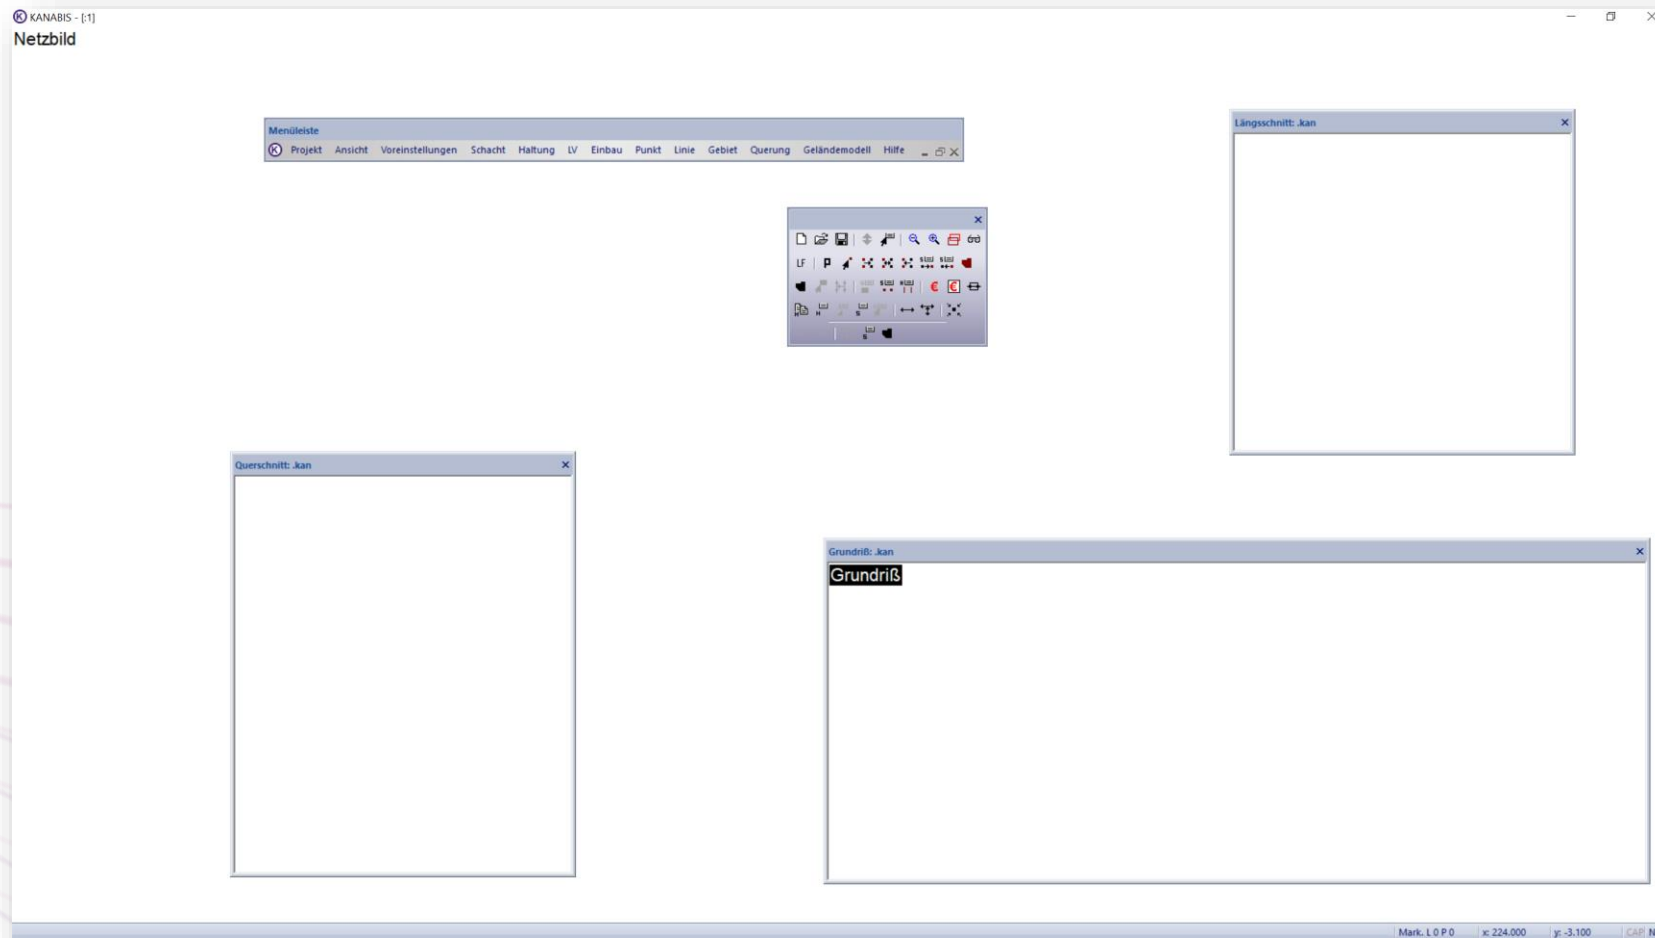 KANABIS - [:1]
Netzbild
Menüleiste
Projekt Ansicht Voreinstellungen Schacht Haltung LV Einbau Punkt Linie Gebiet Querung Geländemodell Hilfe
Längsschnitt: .kan
LF P
€ €
H S
S
Querschnitt: .kan
Grundriß: .kan
Grundriß
Mark. L 0 P 0 x: 224.000 y: -3.100 CAP